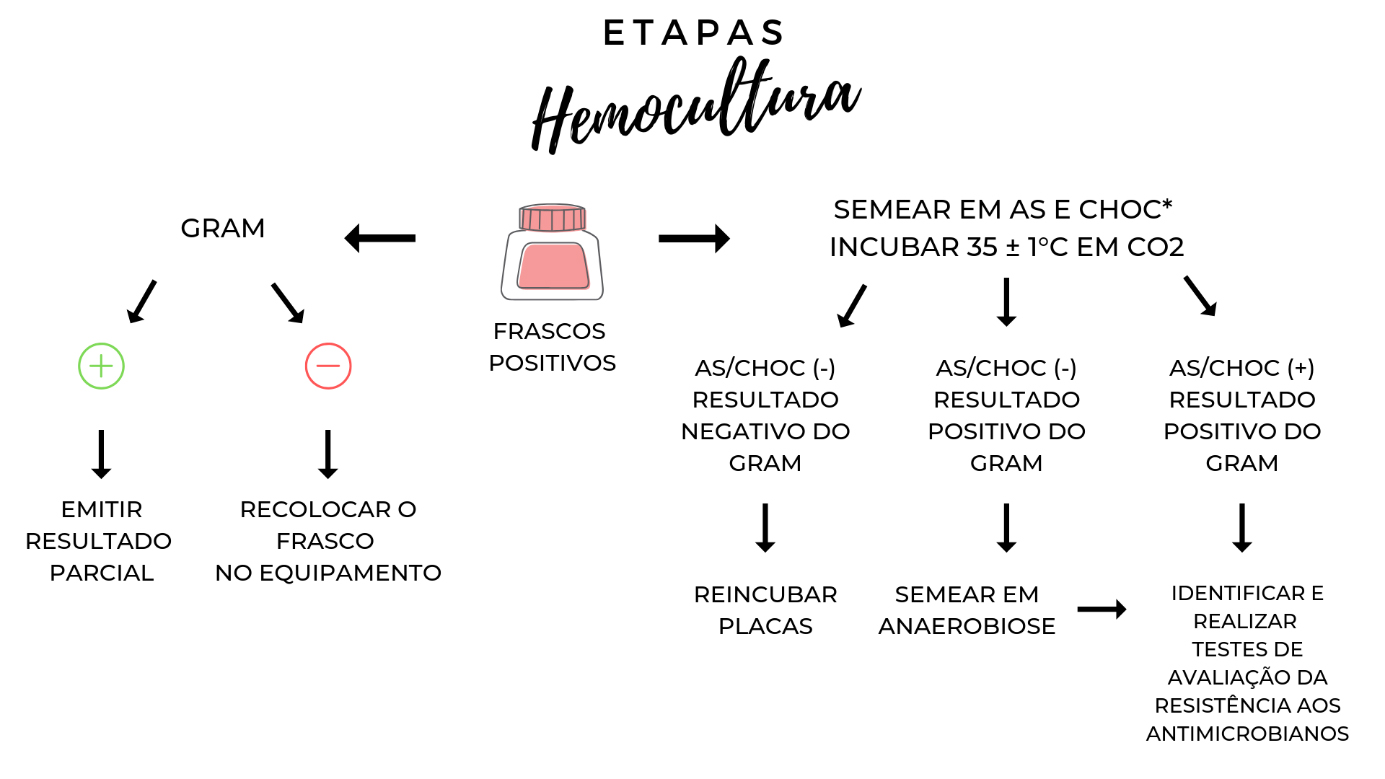 ETAPAS
Hemocultura
GRAM
EMITIR
RESULTADO
PARCIAL
RECOLOCAR O
FRASCO
NO EQUIPAMENTO
FRASCOS
POSITIVOS
SEMEAR EM AS E CHOC*
INCUBAR 35 ± 1°C EM CO2
AS/CHOC (-)
RESULTADO
NEGATIVO DO
GRAM
REINCUBAR
PLACAS
AS/CHOC (-)
RESULTADO
POSITIVO DO
GRAM
SEMEAR EM
ANAEROBIOSE
AS/CHOC (+)
RESULTADO
POSITIVO DO
GRAM
IDENTIFICAR E
REALIZAR
TESTES DE
AVALIAÇÃO DA
RESISTÊNCIA AOS
ANTIMICROBIANOS